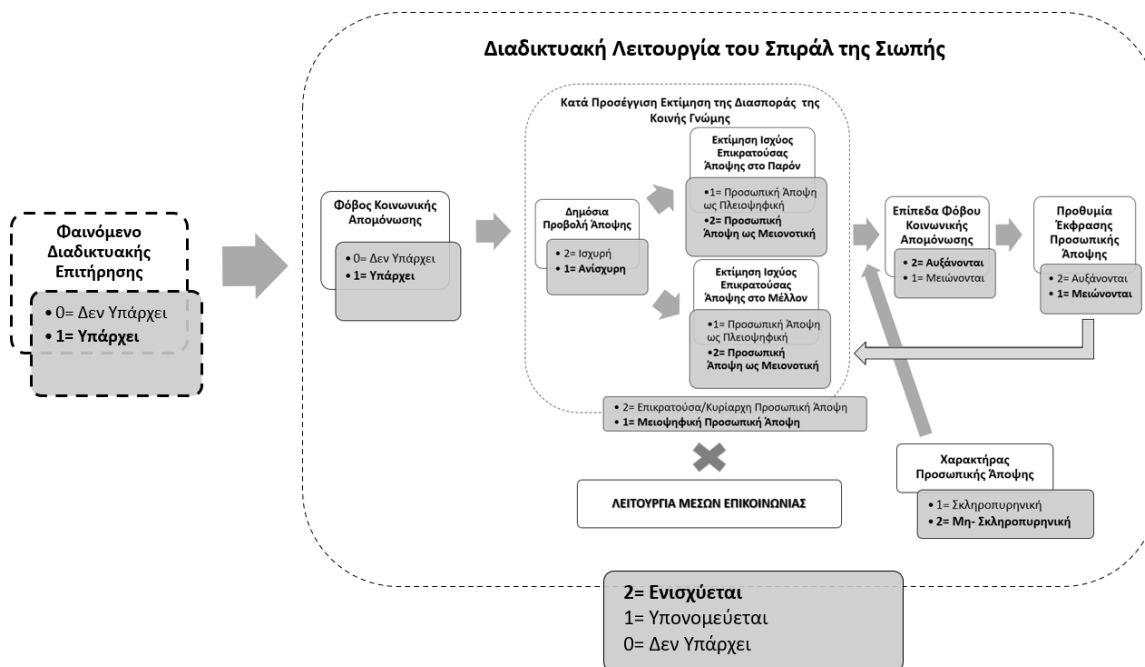 Διαδικτυακή Λειτουργία του Σπιράλ της Σιωπής
Φαινόμενο
Διαδικτυακής
Επιτήρησης
• 0= Δεν Υπάρχει
• 1= Υπάρχει
Φόβος Κοινωνικής
Απομόνωσης
• 0= Δεν Υπάρχει
• 1= Υπάρχει
Κατά Προσέγγιση Εκτίμηση της Διασποράς της
Κοινής Γνώμης
Δημόσια
Προβολή Άποψης
• 2= Ισχυρή
• 1= Ανίσχυρη
Εκτίμηση Ισχύος
Επικρατούσας
Άποψης στο Παρόν
•1= Προσωπική Άποψη
ως Πλειοψηφική
•2= Προσωπική
Άποψη ως Μειονοτική
Εκτίμηση Ισχύος
Επικρατούσας
Άποψης στο Μέλλον
•1= Προσωπική Άποψη
ως Πλειοψηφική
•2= Προσωπική
Άποψη ως Μειονοτική
• 2= Επικρατούσα/Κυρίαρχη Προσωπική Άποψη
• 1= Μειοψηφική Προσωπική Άποψη
ΛΕΙΤΟΥΡΓΙΑ ΜΕΣΩΝ ΕΠΙΚΟΙΝΩΝΙΑΣ
Επίπεδα Φόβου
Κοινωνικής
Απομόνωσης
• 2= Αυξάνονται
• 1= Μειώνονται
Προθυμία
Έκφρασης
Προσωπικής
Άποψης
• 2= Αυξάνονται
• 1= Μειώνονται
Χαρακτήρας
Προσωπικής Άποψης
• 1= Σκληροπυρηνική
• 2= Μη- Σκληροπυρηνική
2= Ενισχύεται
1= Υπονομεύεται
0= Δεν Υπάρχει